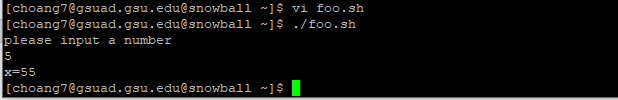 [choang7@gsuad.gsu.edu@snowball ~]$ vi foo.sh
[choang7@gsuad.gsu.edu@snowball ~]$ ./foo.sh
please input a number
5
x=55
[choang7@gsuad.gsu.edu@snowball ~]$